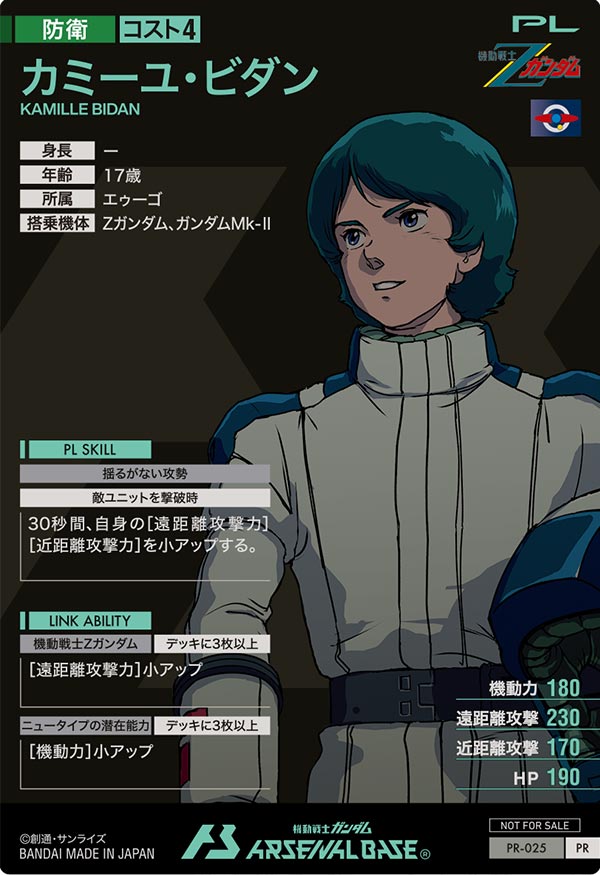 防衛 コスト4 PL
カミーユ・ビダン
KAMILLE BIDAN
機動戦士
Ζガンダム
身長 ー
年齢 17歳
所属 エゥーゴ
搭乗機体 Zガンダム、ガンダムMk-II
PL SKILL
揺るがない攻勢
敵ユニットを撃破時
30秒間、自身の[遠距離攻撃力]
[近距離攻撃力]を小アップする。
LINK ABILITY
機動戦士Zガンダム デッキに3枚以上
[遠距離攻撃力]小アップ
ニュータイプの潜在能力 デッキに3枚以上
[機動力]小アップ
機動力 180
遠距離攻撃 230
近距離攻撃 170
HP 190
©創通・サンライズ
BANDAI MADE IN JAPAN
機動戦士ガンダム
ARSENAL BASE®
NOT FOR SALE
PR-025 PR